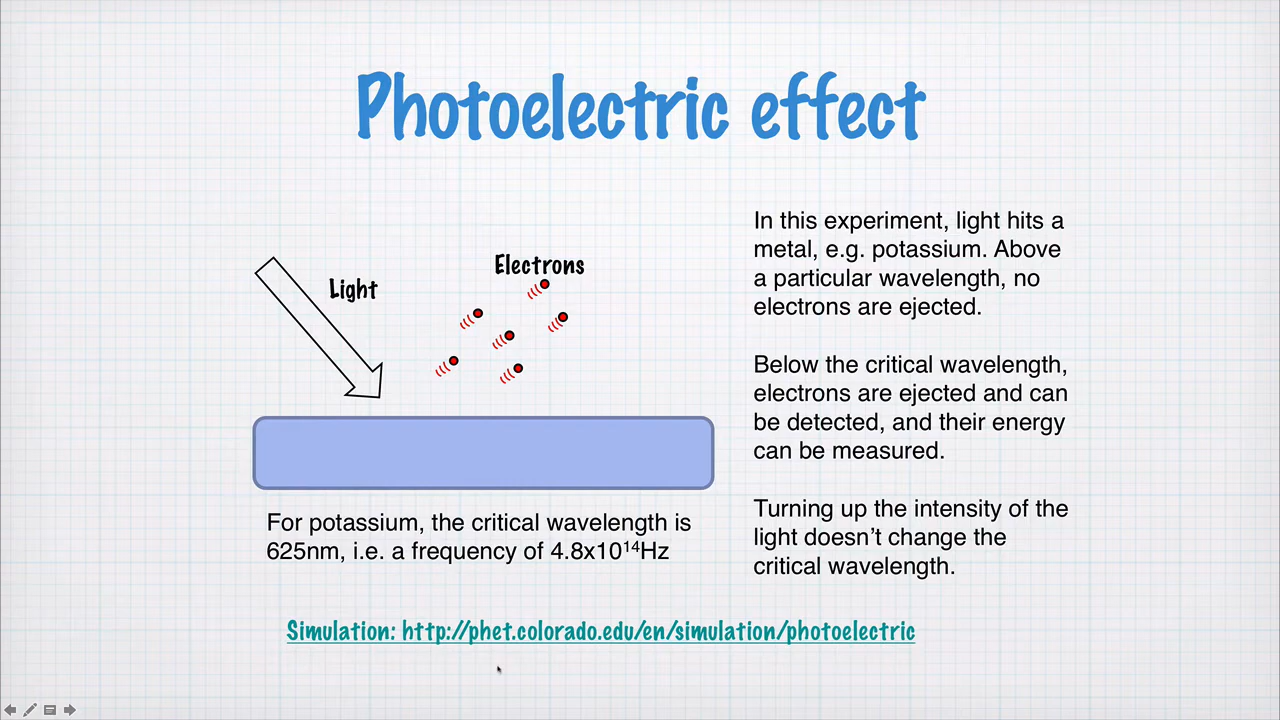 Photoelectric effect
Light
Electrons
In this experiment, light hits a
metal, e.g. potassium. Above
a particular wavelength, no
electrons are ejected.
Below the critical wavelength,
electrons are ejected and can
be detected, and their energy
can be measured.
Turning up the intensity of the
light doesn’t change the
critical wavelength.
For potassium, the critical wavelength is
625nm, i.e. a frequency of 4.8x10¹⁴Hz
Simulation: http://phet.colorado.edu/en/simulation/photoelectric